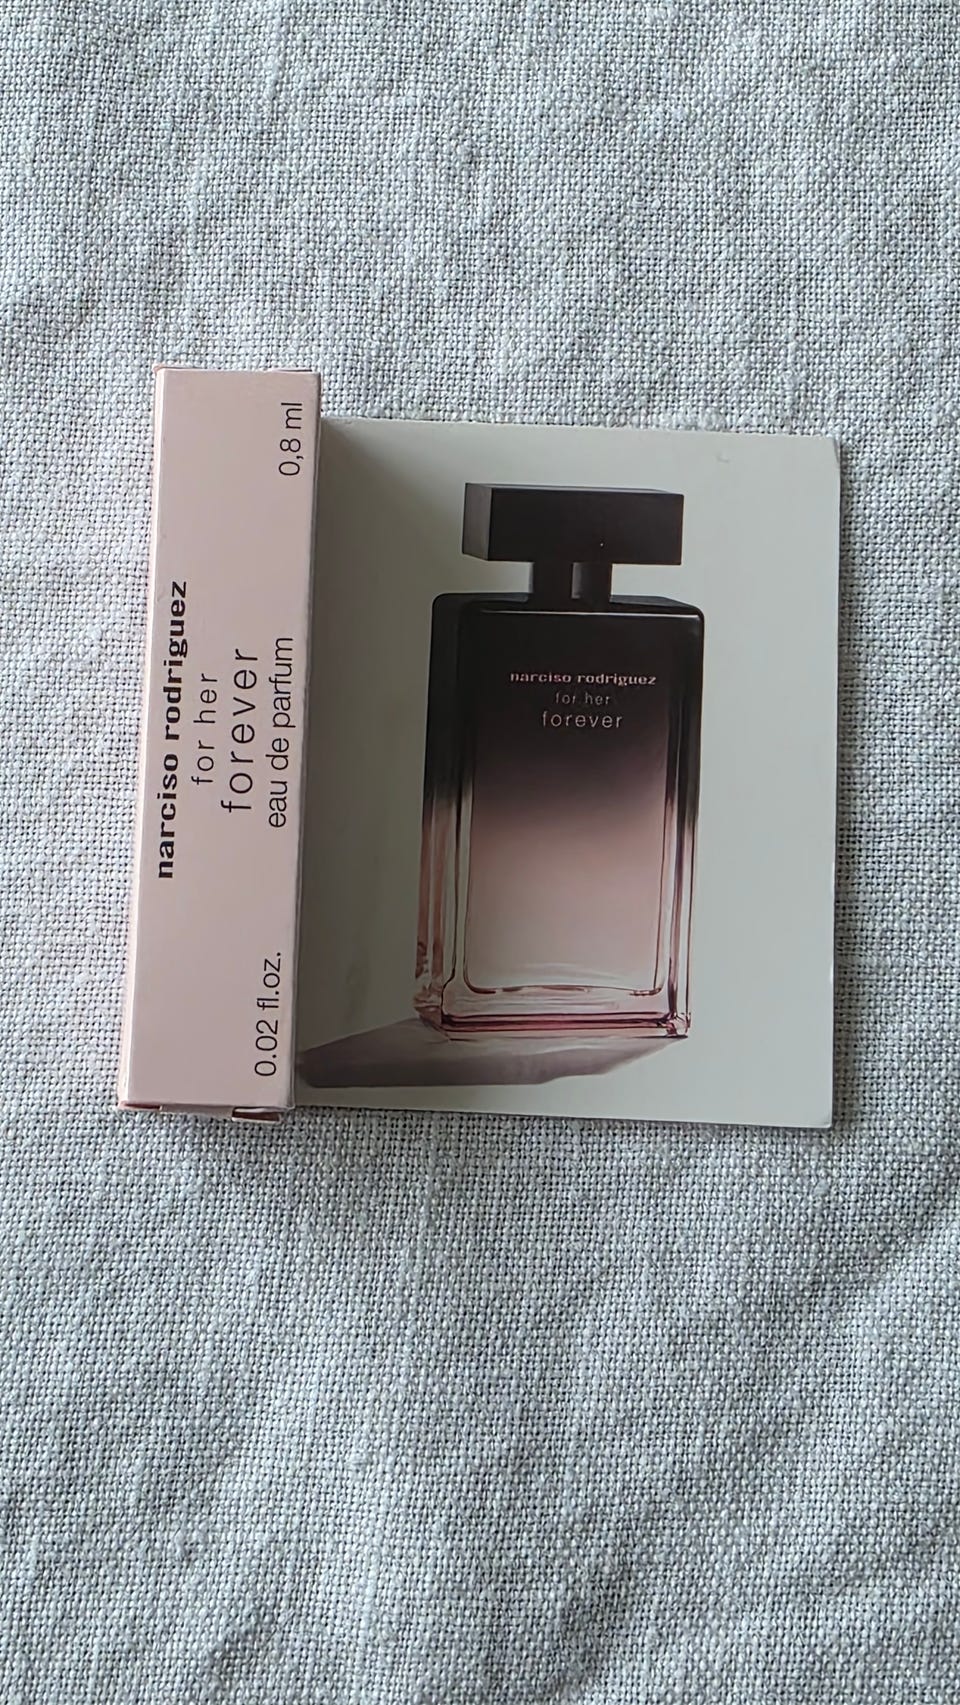 narciso rodriguez
for her
forever
eau de parfum
0.02 fl.oz.
0,8 ml
narciso rodriguez
for her
forever